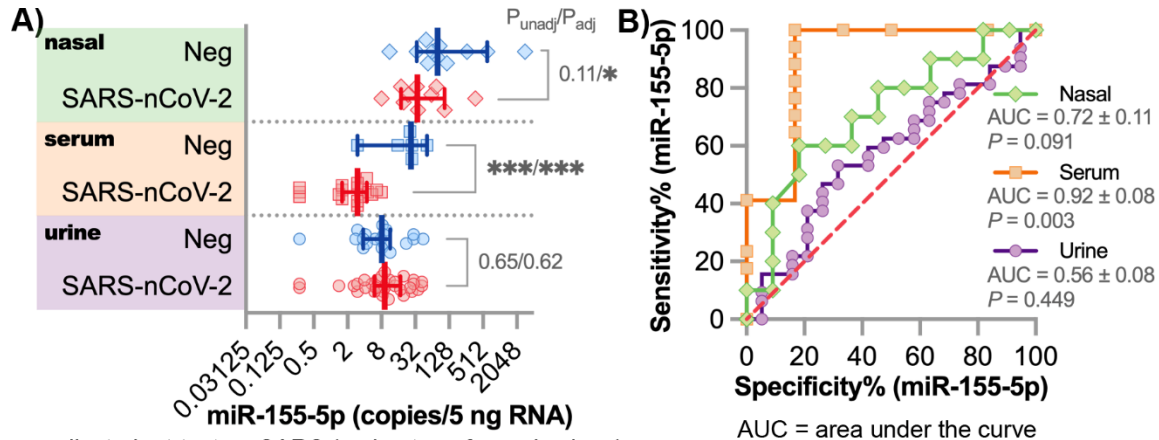 A)
P_unadj/P_adj
nasal
Neg
0.11/*
SARS-nCoV-2
serum
Neg
***/***
SARS-nCoV-2
urine
Neg
0.65/0.62
SARS-nCoV-2
0.03125 0.125 0.5 2 8 32 128 512 2048
miR-155-5p (copies/5 ng RNA)
B)
Sensitivity% (miR-155-5p)
100
80
60
40
20
0
0 20 40 60 80 100
Specificity% (miR-155-5p)
Nasal
AUC = 0.72 ± 0.11
P = 0.091
Serum
AUC = 0.92 ± 0.08
P = 0.003
Urine
AUC = 0.56 ± 0.08
P = 0.449
AUC = area under the curve